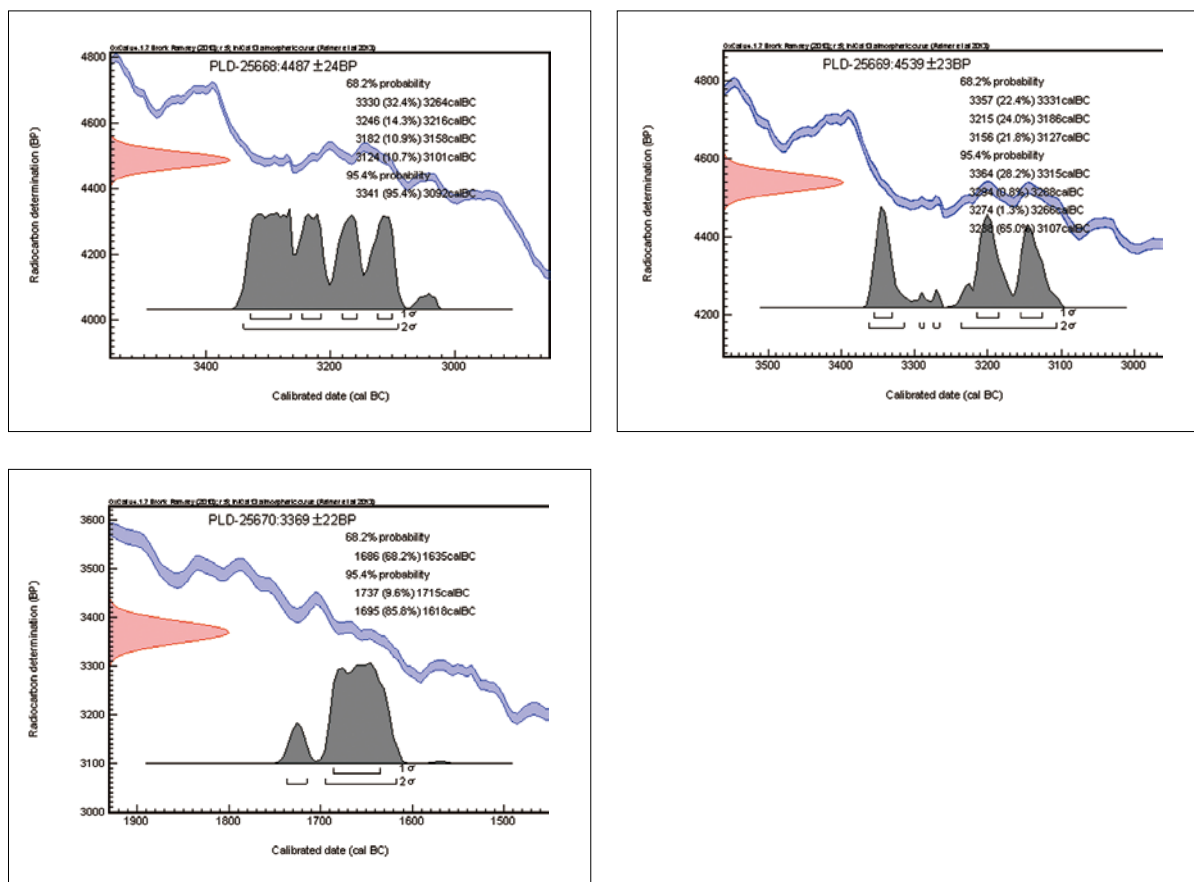 PLD-25668:4487 ±24BP
68.2% probability
3330 (32.4%) 3264calBC
3246 (14.3%) 3216calBC
3182 (10.9%) 3158calBC
3124 (10.7%) 3101calBC
95.4% probability
3341 (95.4%) 3092calBC
Radiocarbon determination (BP)
4800
4600
4400
4200
4000
1σ
2σ
3400
3200
3000
Calibrated date (cal BC)
PLD-25669:4539 ±23BP
68.2% probability
3357 (22.4%) 3331calBC
3215 (24.0%) 3186calBC
3156 (21.8%) 3127calBC
95.4% probability
3364 (28.2%) 3315calBC
3274 (1.3%) 3266calBC
(65.0%) 3107calBC
Radiocarbon determination (BP)
4800
4600
4400
4200
1σ
2σ
3500
3400
3300
3200
3100
3000
Calibrated date (cal BC)
PLD-25670:3369 ±22BP
68.2% probability
1686 (68.2%) 1635calBC
95.4% probability
1737 (9.6%) 1715calBC
1695 (85.8%) 1618calBC
Radiocarbon determination (BP)
3600
3500
3400
3300
3200
3100
3000
1σ
2σ
1900
1800
1700
1600
1500
Calibrated date (cal BC)